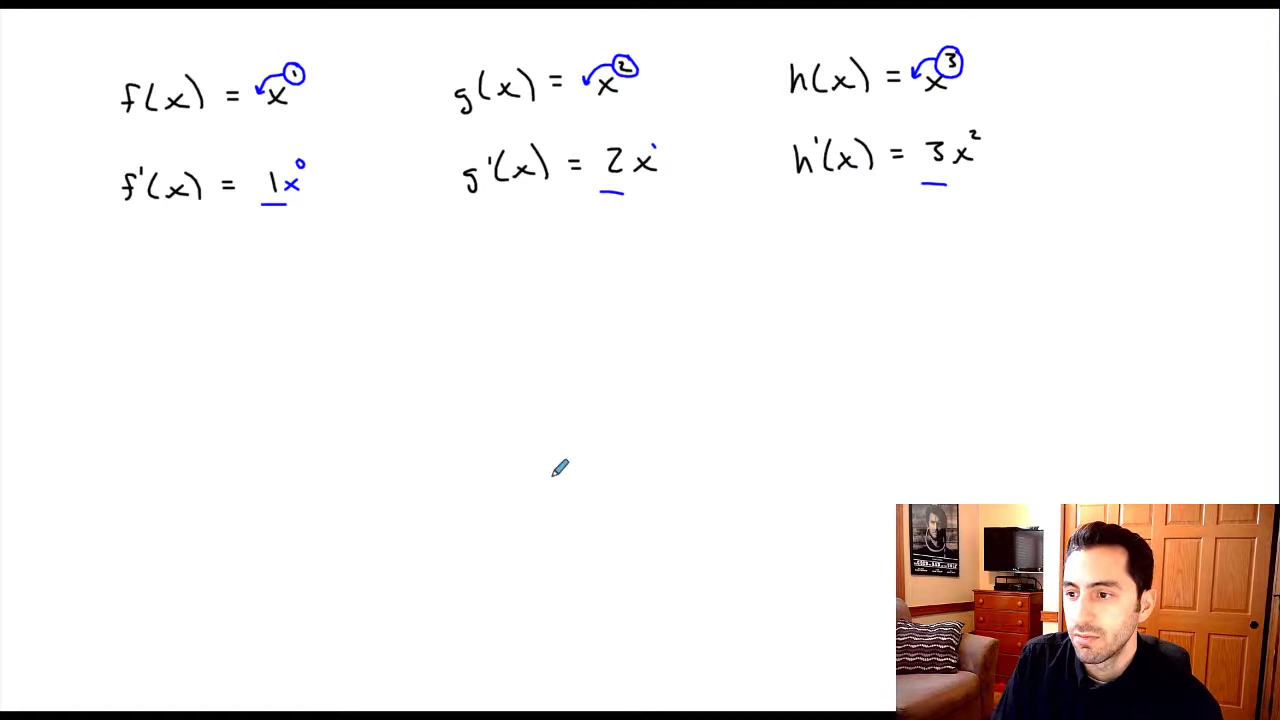 f(x) = x¹
g(x) = x²
h(x) = x³
f'(x) = 1x⁰
g'(x) = 2x¹
h'(x) = 3x²